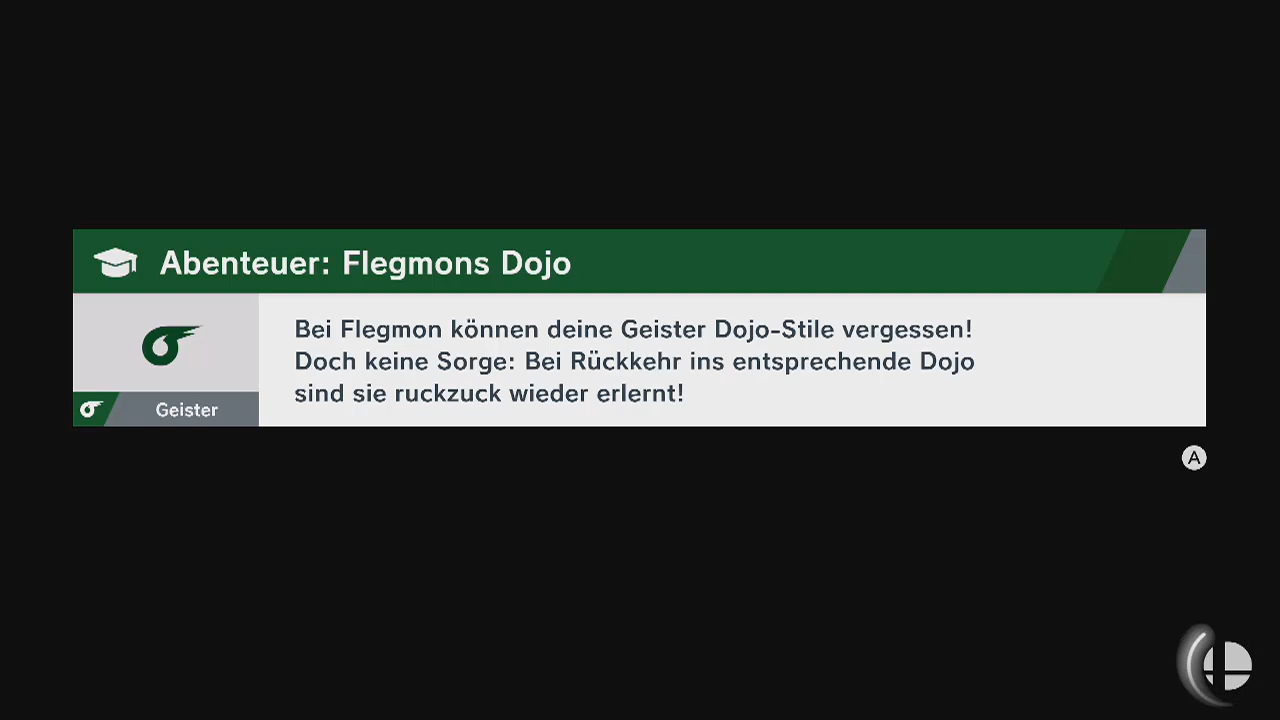 Abenteuer: Flegmons Dojo
Bei Flegmon können deine Geister Dojo-Stile vergessen!
Doch keine Sorge: Bei Rückkehr ins entsprechende Dojo
sind sie ruckzuck wieder erlernt!
Geister
A